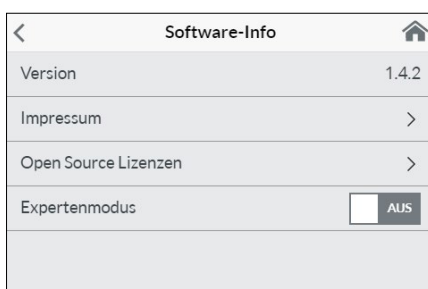 Software-Info
Version 1.4.2
Impressum
Open Source Lizenzen
Expertenmodus AUS